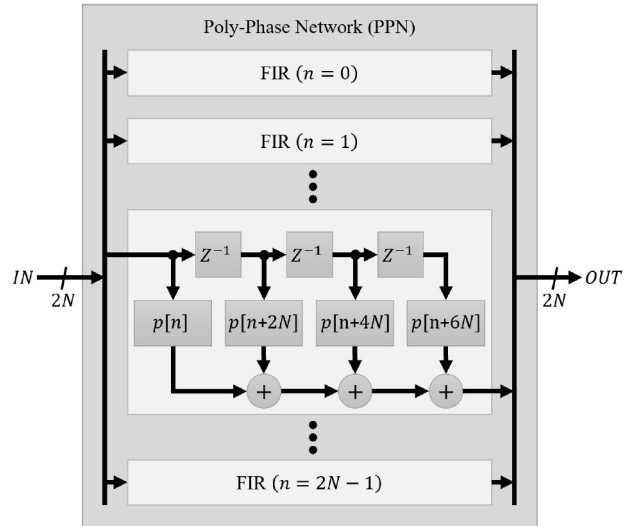 Poly-Phase Network (PPN)
FIR (n = 0)
FIR (n = 1)
Z⁻¹ Z⁻¹ Z⁻¹
IN
2N
p[n] p[n+2N] p[n+4N] p[n+6N]
OUT
2N
+ + +
FIR (n = 2N − 1)